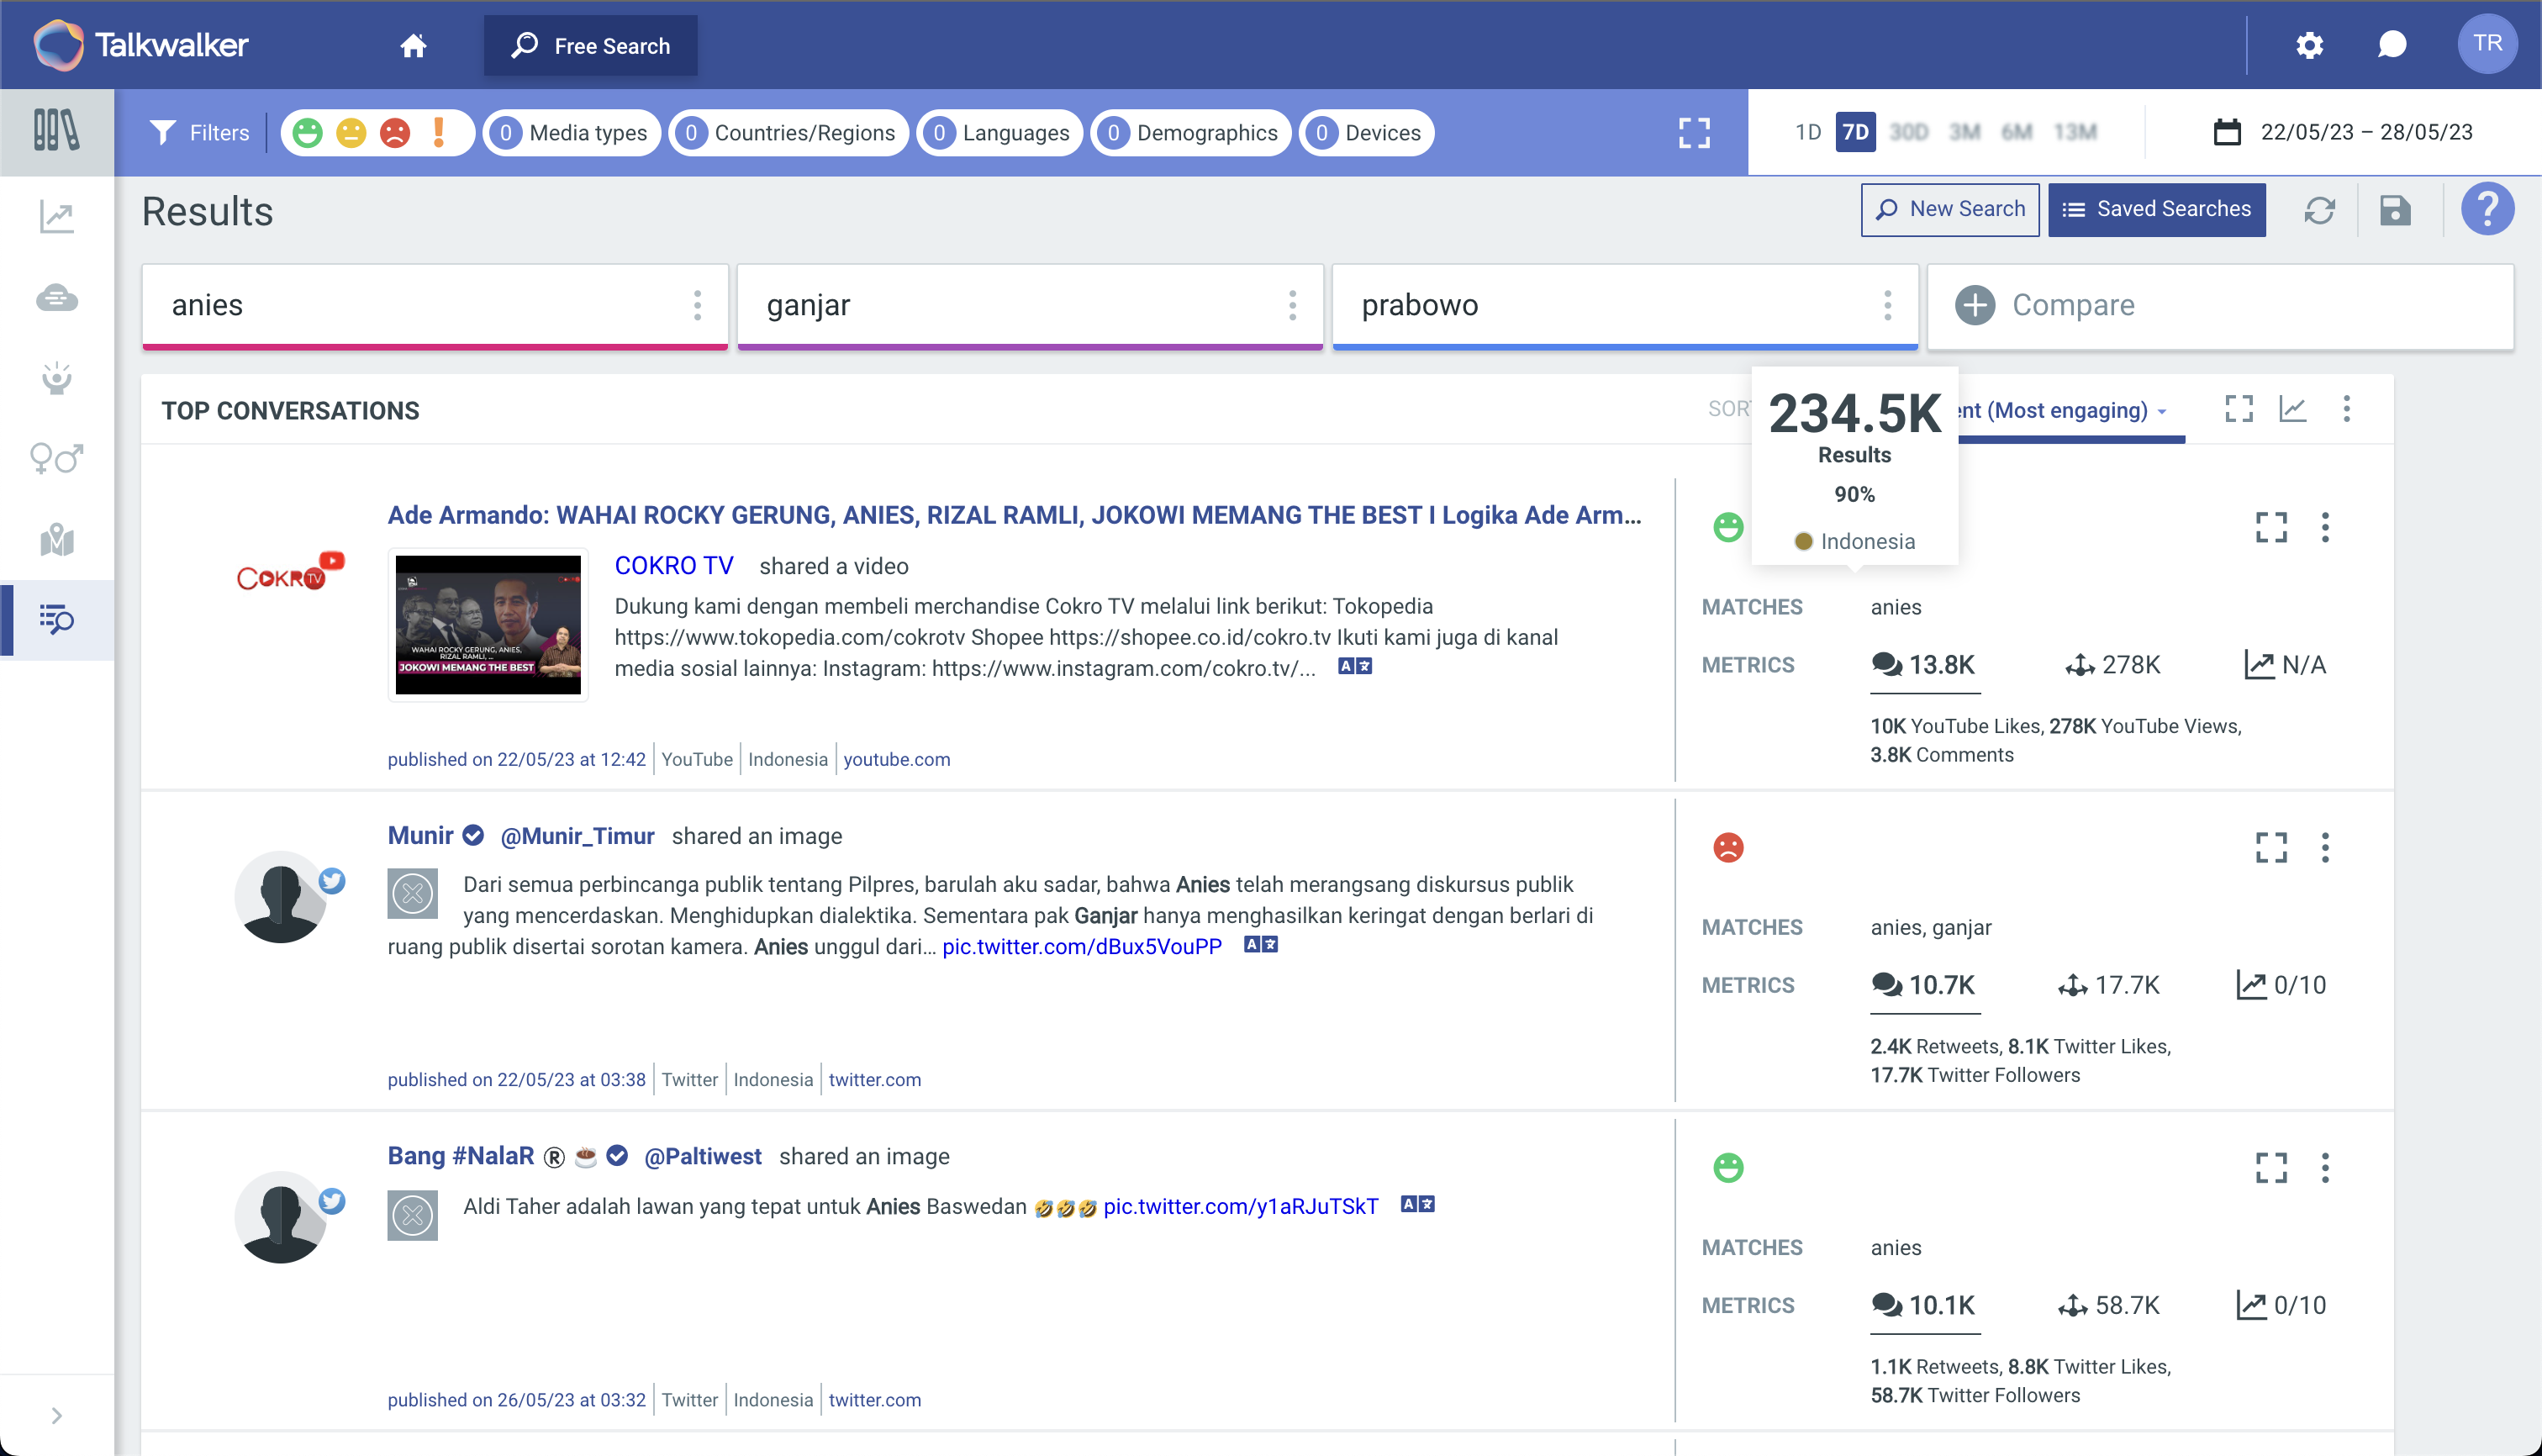 Talkwalker
Free Search
TR
Filters
0 Media types
0 Countries/Regions
0 Languages
0 Demographics
0 Devices
1D 7D 30D 3M 6M 13M
22/05/23 – 28/05/23
Results
New Search
Saved Searches
?
anies
ganjar
prabowo
Compare
TOP CONVERSATIONS
ent (Most engaging)
234.5K
Results
90%
Indonesia
Ade Armando: WAHAI ROCKY GERUNG, ANIES, RIZAL RAMLI, JOKOWI MEMANG THE BEST I Logika Ade Arm...
COKRO TV
WAHAI ROCKY GERUNG, ANIES,
RIZAL RAMLI, ...
JOKOWI MEMANG THE BEST
COKRO TV shared a video
Dukung kami dengan membeli merchandise Cokro TV melalui link berikut: Tokopedia
https://www.tokopedia.com/cokrotv Shopee https://shopee.co.id/cokro.tv Ikuti kami juga di kanal
media sosial lainnya: Instagram: https://www.instagram.com/cokro.tv/...
published on 22/05/23 at 12:42 YouTube Indonesia youtube.com
MATCHES anies
METRICS 13.8K 278K N/A
10K YouTube Likes, 278K YouTube Views,
3.8K Comments
Munir @Munir_Timur shared an image
Dari semua perbincanga publik tentang Pilpres, barulah aku sadar, bahwa Anies telah merangsang diskursus publik
yang mencerdaskan. Menghidupkan dialektika. Sementara pak Ganjar hanya menghasilkan keringat dengan berlari di
ruang publik disertai sorotan kamera. Anies unggul dari… pic.twitter.com/dBux5VouPP
published on 22/05/23 at 03:38 Twitter Indonesia twitter.com
MATCHES anies, ganjar
METRICS 10.7K 17.7K 0/10
2.4K Retweets, 8.1K Twitter Likes,
17.7K Twitter Followers
Bang #NalaR ® ☕ @Paltiwest shared an image
Aldi Taher adalah lawan yang tepat untuk Anies Baswedan 🤣🤣🤣 pic.twitter.com/y1aRJuTSkT
published on 26/05/23 at 03:32 Twitter Indonesia twitter.com
MATCHES anies
METRICS 10.1K 58.7K 0/10
1.1K Retweets, 8.8K Twitter Likes,
58.7K Twitter Followers